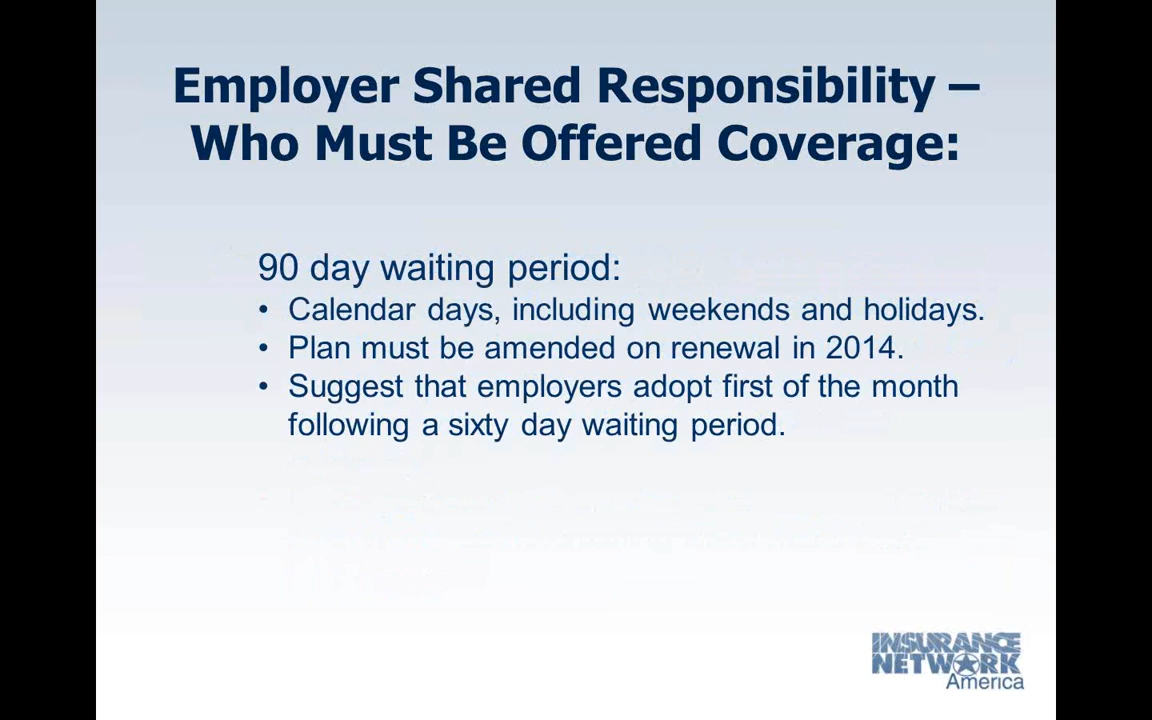 Employer Shared Responsibility –
Who Must Be Offered Coverage:
90 day waiting period:
• Calendar days, including weekends and holidays.
• Plan must be amended on renewal in 2014.
• Suggest that employers adopt first of the month
following a sixty day waiting period.
INSURANCE
NETWORK
America